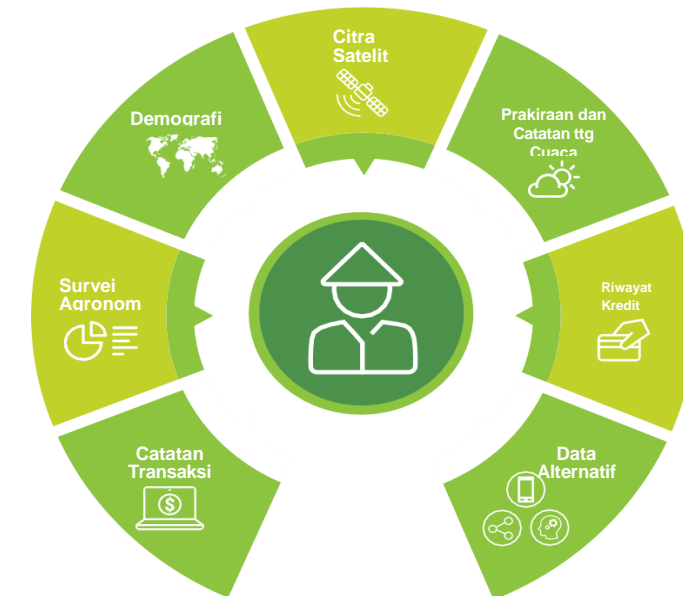 Citra
Satelit
Demografi
Prakiraan dan
Catatan ttg
Cuaca
Survei
Agronom
Riwayat
Kredit
Catatan
Transaksi
$
Data
Alternatif